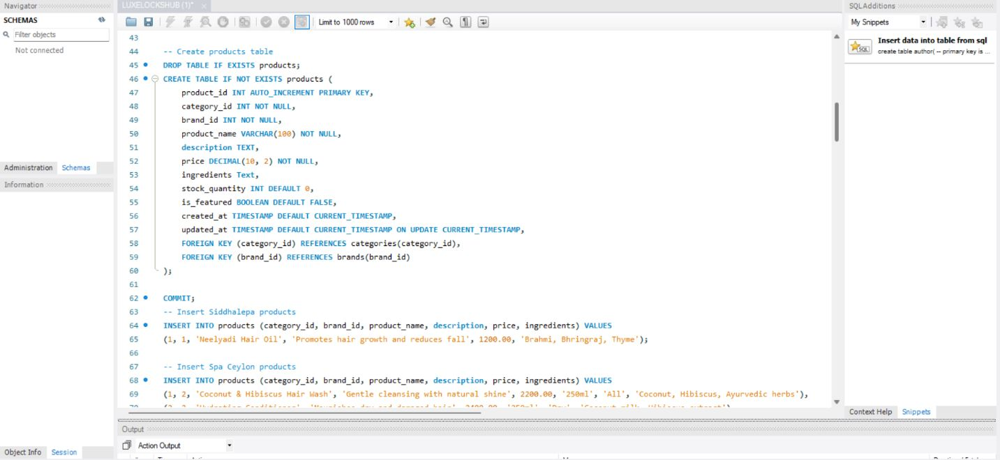 Navigator
SCHEMAS
Filter objects
Not connected
Administration Schemas
Information
Object Info Session
LUXELOCKSHUB (1)* ×
Limit to 1000 rows
43
44 -- Create products table
45 DROP TABLE IF EXISTS products;
46 CREATE TABLE IF NOT EXISTS products (
47 product_id INT AUTO_INCREMENT PRIMARY KEY,
48 category_id INT NOT NULL,
49 brand_id INT NOT NULL,
50 product_name VARCHAR(100) NOT NULL,
51 description TEXT,
52 price DECIMAL(10, 2) NOT NULL,
53 ingredients Text,
54 stock_quantity INT DEFAULT 0,
55 is_featured BOOLEAN DEFAULT FALSE,
56 created_at TIMESTAMP DEFAULT CURRENT_TIMESTAMP,
57 updated_at TIMESTAMP DEFAULT CURRENT_TIMESTAMP ON UPDATE CURRENT_TIMESTAMP,
58 FOREIGN KEY (category_id) REFERENCES categories(category_id),
59 FOREIGN KEY (brand_id) REFERENCES brands(brand_id)
60 );
61
62 COMMIT;
63 -- Insert Siddhalepa products
64 INSERT INTO products (category_id, brand_id, product_name, description, price, ingredients) VALUES
65 (1, 1, 'Neelyadi Hair Oil', 'Promotes hair growth and reduces fall', 1200.00, 'Brahmi, Bhringraj, Thyme');
66
67 -- Insert Spa Ceylon products
68 INSERT INTO products (category_id, brand_id, product_name, description, price, ingredients) VALUES
69 (1, 2, 'Coconut & Hibiscus Hair Wash', 'Gentle cleansing with natural shine', 2200.00, '250ml', 'All', 'Coconut, Hibiscus, Ayurvedic herbs'),
Output
Action Output
SQLAdditions
My Snippets
Insert data into table from sql
create table author( -- primary key is ...
Context Help Snippets